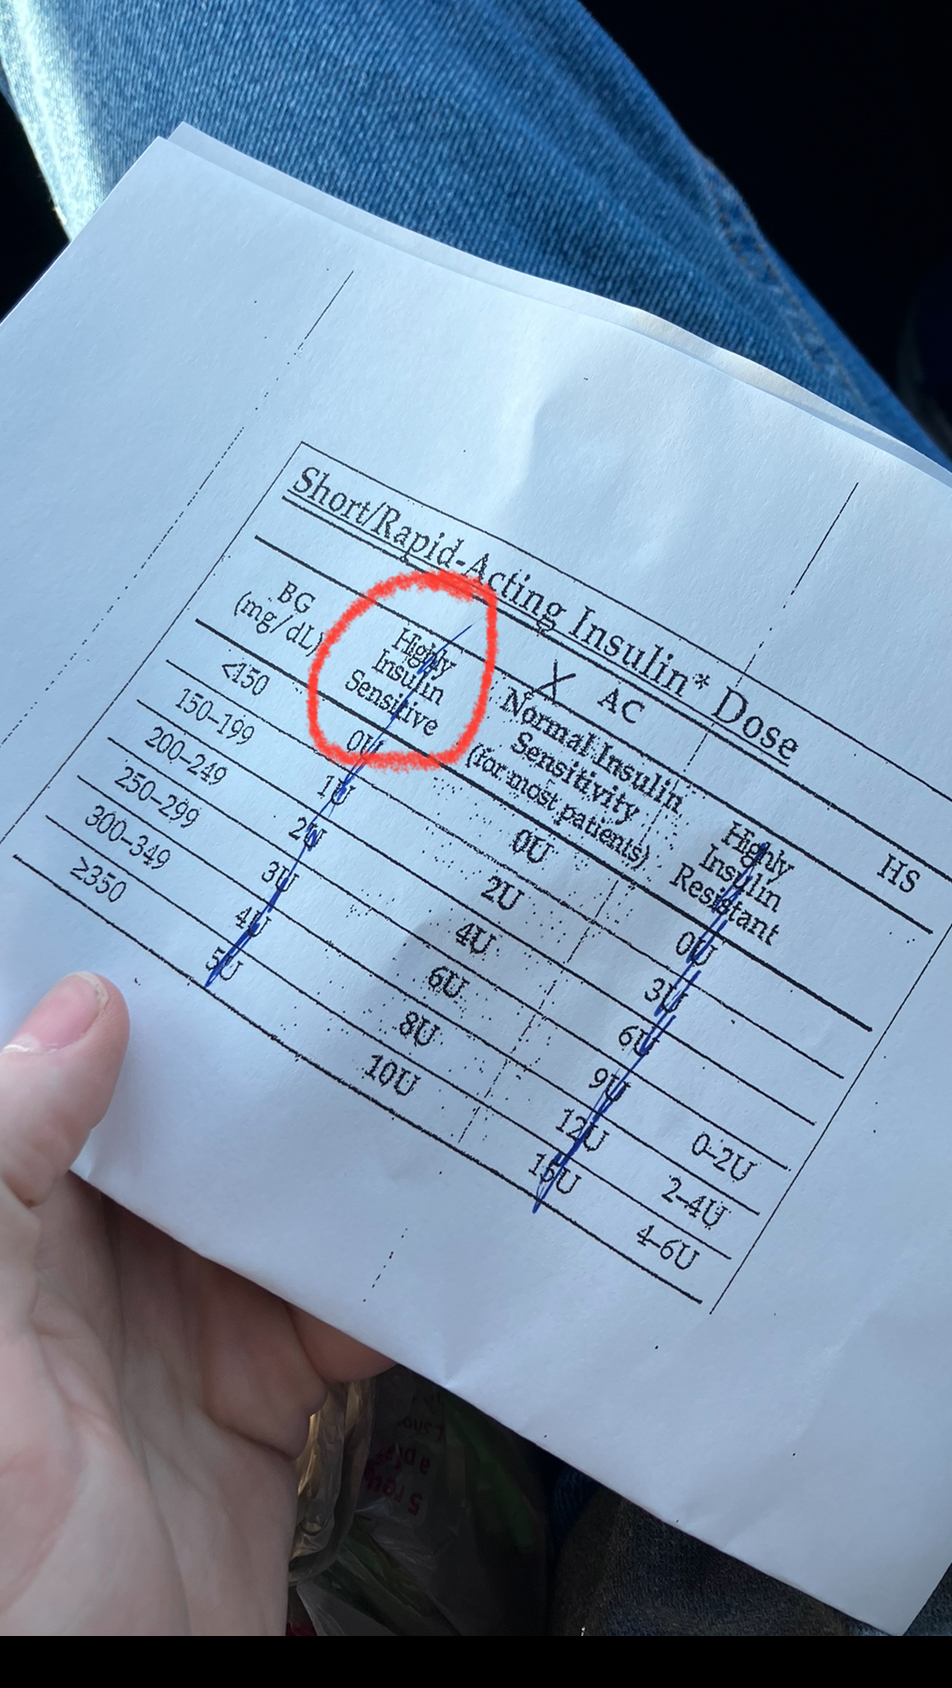 Short/Rapid-Acting Insulin* Dose
X AC HS
BG (mg/dL) Highly Insulin Sensitive Normal Insulin Sensitivity (for most patients) Highly Insulin Resistant
<150 0U 0U 0U
150-199 1U 2U 3U
200-249 2U 4U 6U
250-299 3U 6U 9U 0-2U
300-349 4U 8U 12U 2-4U
≥350 5U 10U 15U 4-6U